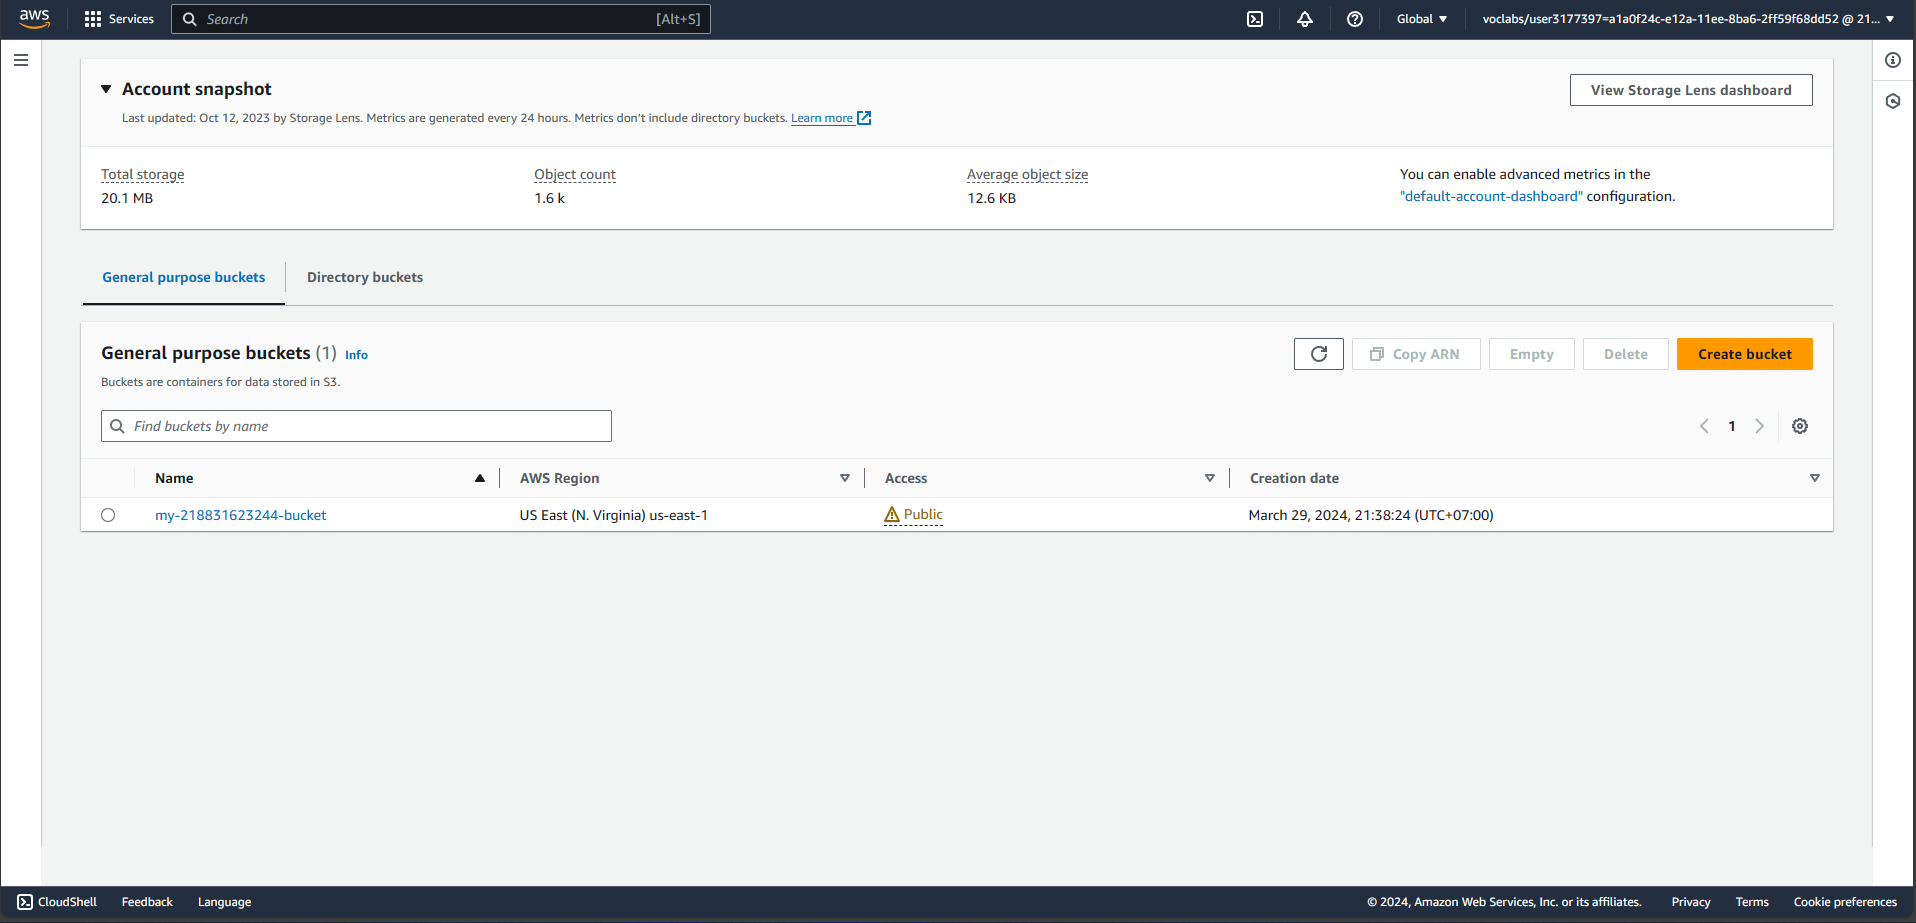 aws Services Search [Alt+S] Global voclabs/user3177397=a1a0f24c-e12a-11ee-8ba6-2ff59f68dd52 @ 21...
Account snapshot
View Storage Lens dashboard
Last updated: Oct 12, 2023 by Storage Lens. Metrics are generated every 24 hours. Metrics don't include directory buckets. Learn more
Total storage Object count Average object size You can enable advanced metrics in the
20.1 MB 1.6 k 12.6 KB "default-account-dashboard" configuration.
General purpose buckets Directory buckets
General purpose buckets (1) Info
Copy ARN Empty Delete Create bucket
Buckets are containers for data stored in S3.
Find buckets by name 1
Name AWS Region Access Creation date
my-218831623244-bucket US East (N. Virginia) us-east-1 Public March 29, 2024, 21:38:24 (UTC+07:00)
CloudShell Feedback Language © 2024, Amazon Web Services, Inc. or its affiliates. Privacy Terms Cookie preferences